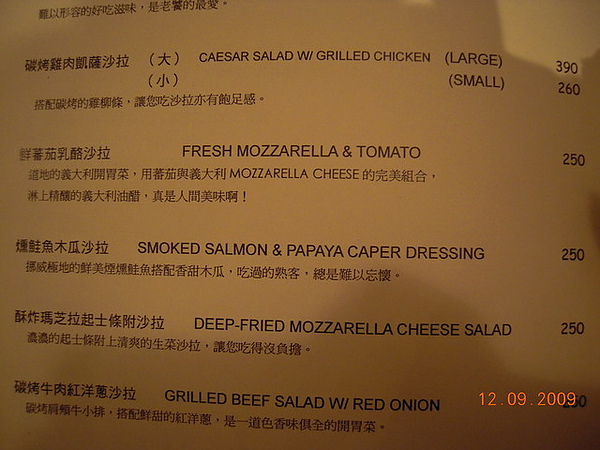 難以形容的好吃滋味，是老饕的最愛。
碳烤雞肉凱薩沙拉 （大） CAESAR SALAD W/ GRILLED CHICKEN (LARGE) 390
（小） (SMALL) 260
搭配碳烤的雞柳條，讓您吃沙拉亦有飽足感。
鮮蕃茄乳酪沙拉 FRESH MOZZARELLA & TOMATO 250
道地的義大利開胃菜，用蕃茄與義大利 MOZZARELLA CHEESE 的完美組合，
淋上精釀的義大利油醋，真是人間美味啊！
燻鮭魚木瓜沙拉 SMOKED SALMON & PAPAYA CAPER DRESSING 250
挪威極地的鮮美煙燻鮭魚搭配香甜木瓜，吃過的熟客，總是難以忘懷。
酥炸瑪芝拉起士條附沙拉 DEEP-FRIED MOZZARELLA CHEESE SALAD 250
濃濃的起士條附上清爽的生菜沙拉，讓您吃得沒負擔。
碳烤牛肉紅洋蔥沙拉 GRILLED BEEF SALAD W/ RED ONION
碳烤肩頰牛小排，搭配鮮甜的紅洋蔥，是一道色香味俱全的開胃菜。
12.09.2009